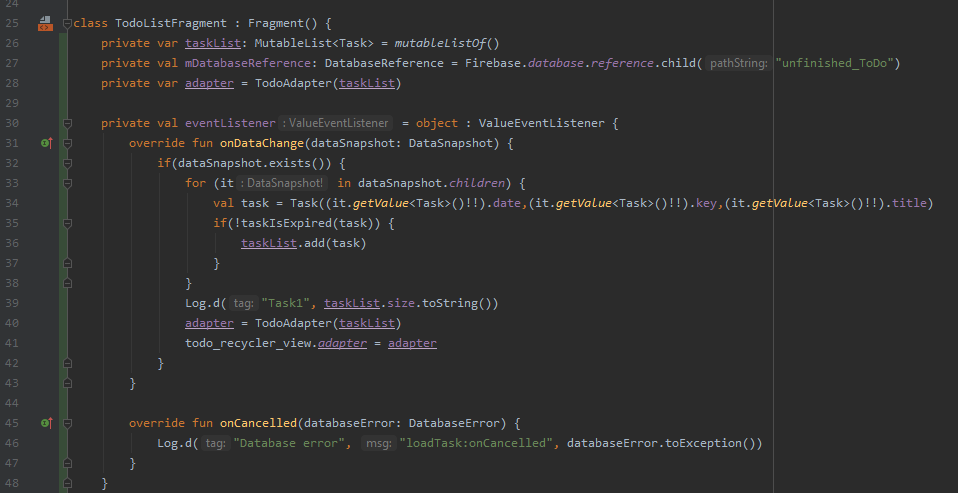 24
25 class TodoListFragment : Fragment() {
26 private var taskList: MutableList<Task> = mutableListOf()
27 private val mDatabaseReference: DatabaseReference = Firebase.database.reference.child( pathString: "unfinished_ToDo")
28 private var adapter = TodoAdapter(taskList)
29
30 private val eventListener : ValueEventListener = object : ValueEventListener {
31 override fun onDataChange(dataSnapshot: DataSnapshot) {
32 if(dataSnapshot.exists()) {
33 for (it : DataSnapshot! in dataSnapshot.children) {
34 val task = Task((it.getValue<Task>()!!).date,(it.getValue<Task>()!!).key,(it.getValue<Task>()!!).title)
35 if(!taskIsExpired(task)) {
36 taskList.add(task)
37 }
38 }
39 Log.d( tag: "Task1", taskList.size.toString())
40 adapter = TodoAdapter(taskList)
41 todo_recycler_view.adapter = adapter
42 }
43 }
44
45 override fun onCancelled(databaseError: DatabaseError) {
46 Log.d( tag: "Database error", msg: "loadTask:onCancelled", databaseError.toException())
47 }
48 }